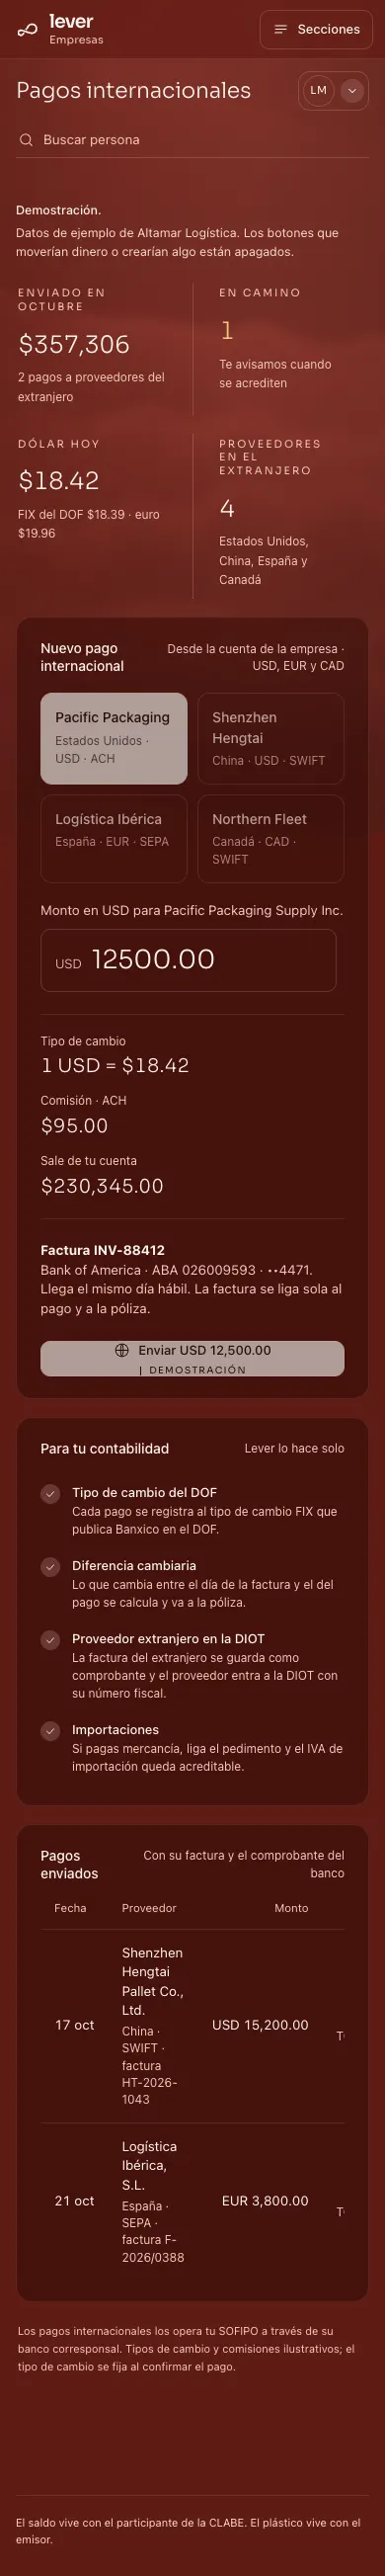 lever
Empresas
Secciones
Pagos internacionales
LM
Buscar persona
Demostración.
Datos de ejemplo de Altamar Logística. Los botones que
moverían dinero o crearían algo están apagados.
ENVIADO EN
OCTUBRE
$357,306
2 pagos a proveedores del
extranjero
EN CAMINO
1
Te avisamos cuando
se acrediten
DÓLAR HOY
$18.42
FIX del DOF $18.39 · euro
$19.96
PROVEEDORES
EN EL
EXTRANJERO
4
Estados Unidos,
China, España y
Canadá
Nuevo pago
internacional
Desde la cuenta de la empresa ·
USD, EUR y CAD
Pacific Packaging
Estados Unidos ·
USD · ACH
Shenzhen
Hengtai
China · USD · SWIFT
Logística Ibérica
España · EUR · SEPA
Northern Fleet
Canadá · CAD ·
SWIFT
Monto en USD para Pacific Packaging Supply Inc.
USD 12500.00
Tipo de cambio
1 USD = $18.42
Comisión · ACH
$95.00
Sale de tu cuenta
$230,345.00
Factura INV-88412
Bank of America · ABA 026009593 · ••4471.
Llega el mismo día hábil. La factura se liga sola al
pago y a la póliza.
Enviar USD 12,500.00
| DEMOSTRACIÓN
Para tu contabilidad
Lever lo hace solo
Tipo de cambio del DOF
Cada pago se registra al tipo de cambio FIX que
publica Banxico en el DOF.
Diferencia cambiaria
Lo que cambia entre el día de la factura y el del
pago se calcula y va a la póliza.
Proveedor extranjero en la DIOT
La factura del extranjero se guarda como
comprobante y el proveedor entra a la DIOT con
su número fiscal.
Importaciones
Si pagas mercancía, liga el pedimento y el IVA de
importación queda acreditable.
Pagos
enviados
Con su factura y el comprobante del
banco
Fecha
Proveedor
Monto
17 oct
Shenzhen
Hengtai
Pallet Co.,
Ltd.
China ·
SWIFT ·
factura
HT-2026-
1043
USD 15,200.00
21 oct
Logística
Ibérica,
S.L.
España ·
SEPA ·
factura F-
2026/0388
EUR 3,800.00
Los pagos internacionales los opera tu SOFIPO a través de su
banco corresponsal. Tipos de cambio y comisiones ilustrativos; el
tipo de cambio se fija al confirmar el pago.
El saldo vive con el participante de la CLABE. El plástico vive con el
emisor.